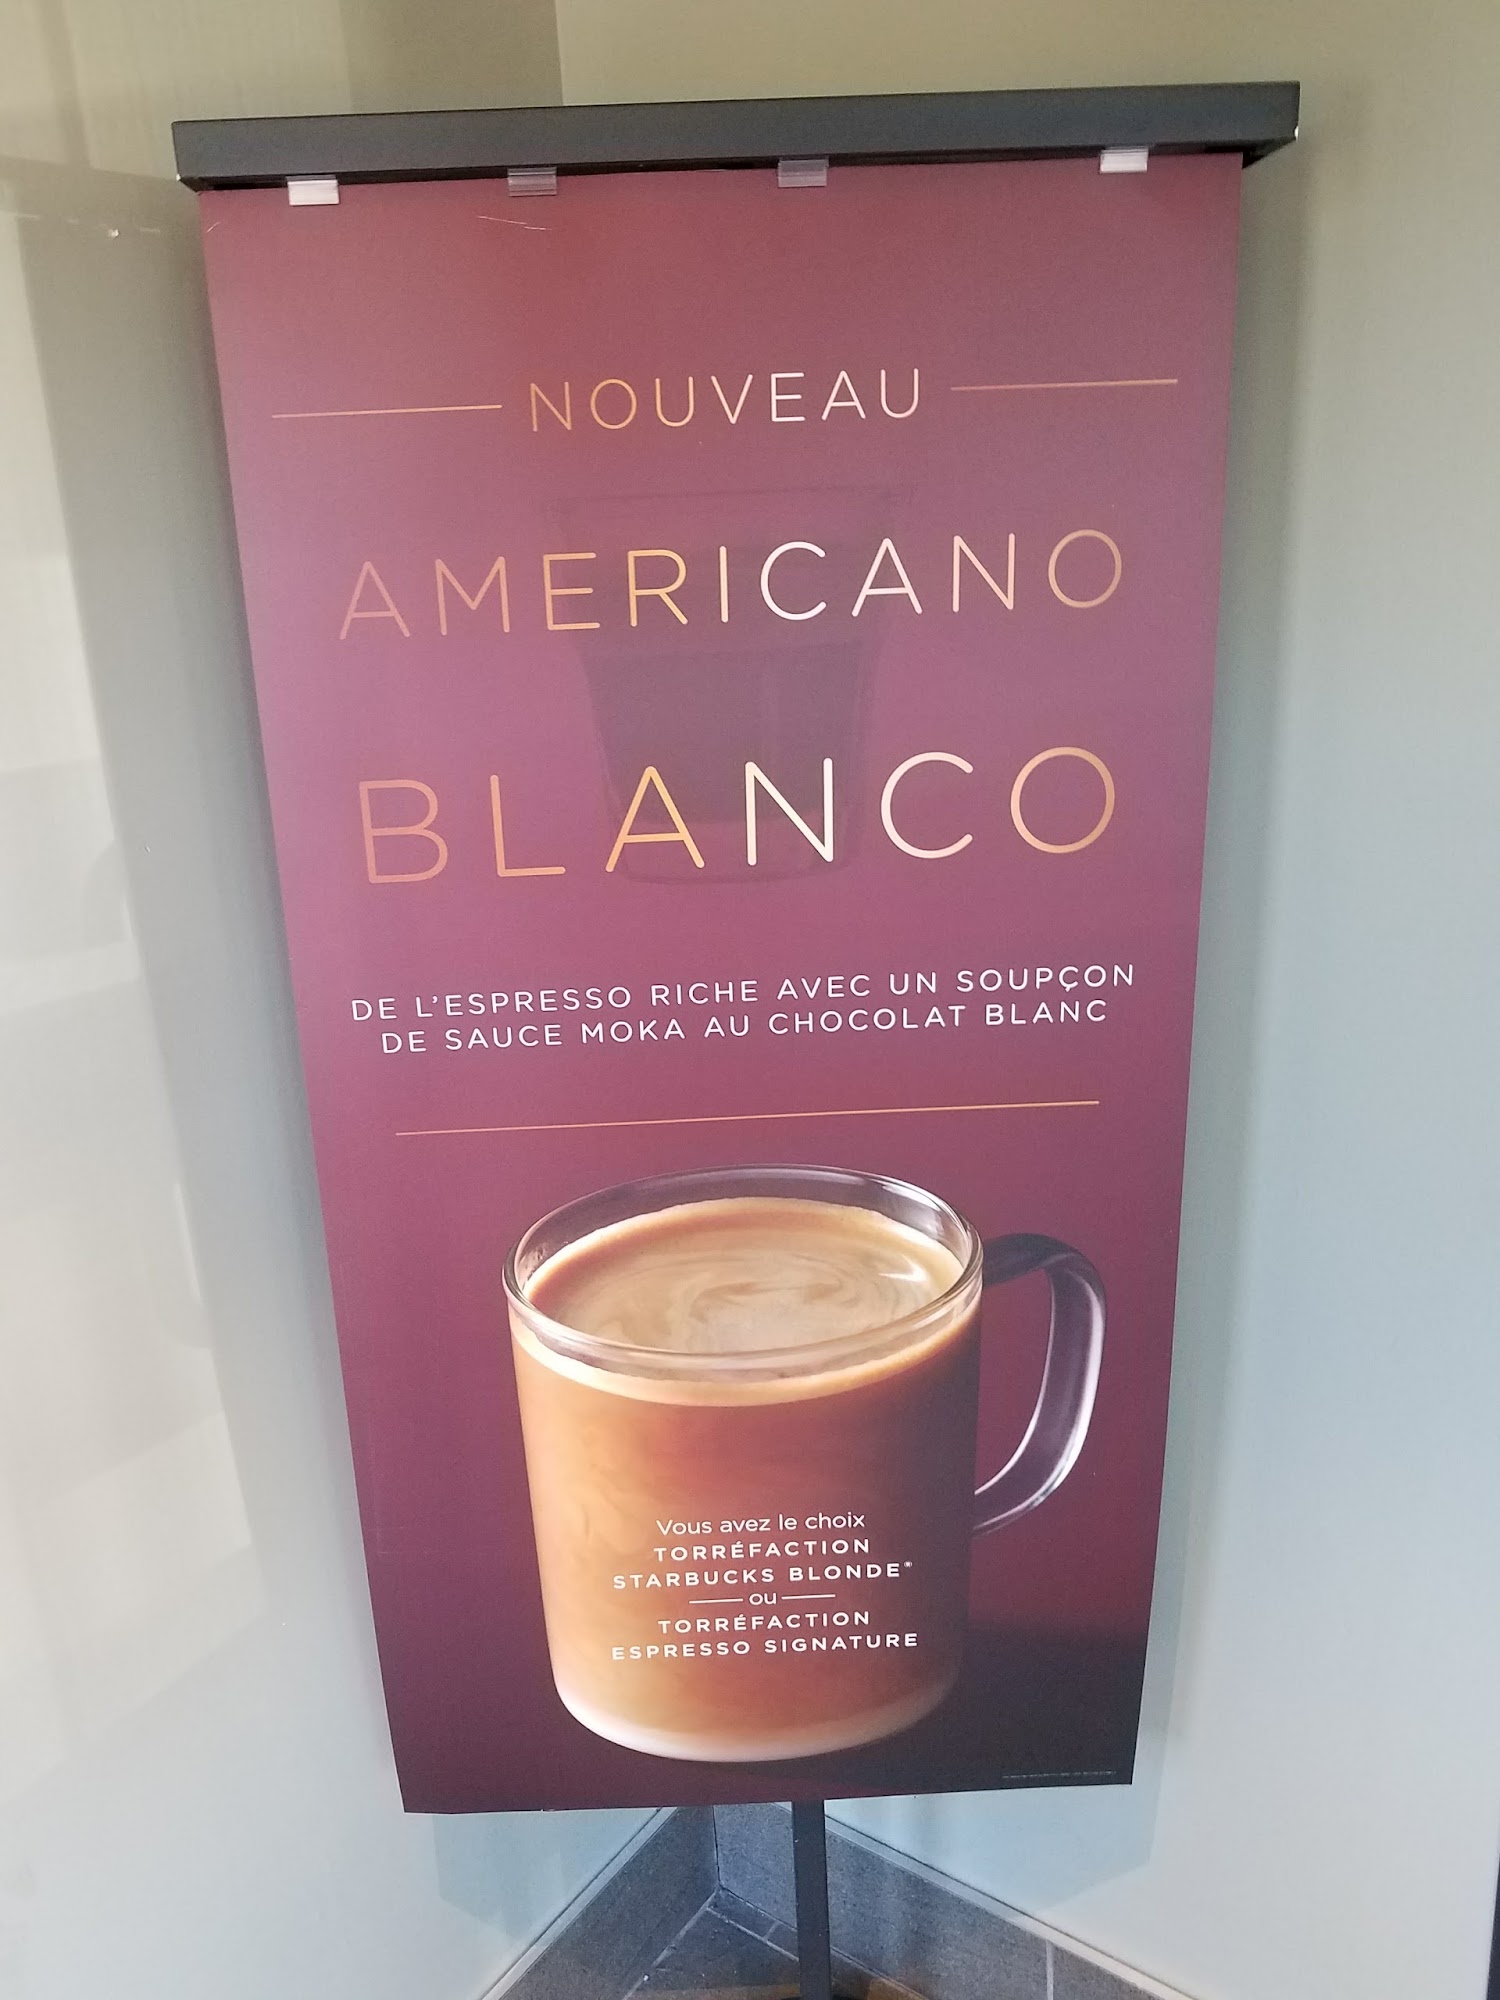 NOUVEAU
AMERICANO
BLANCO
DE L'ESPRESSO RICHE AVEC UN SOUPÇON
DE SAUCE MOKA AU CHOCOLAT BLANC
Vous avez le choix
TORRÉFACTION
STARBUCKS BLONDE®
ou
TORRÉFACTION
ESPRESSO SIGNATURE